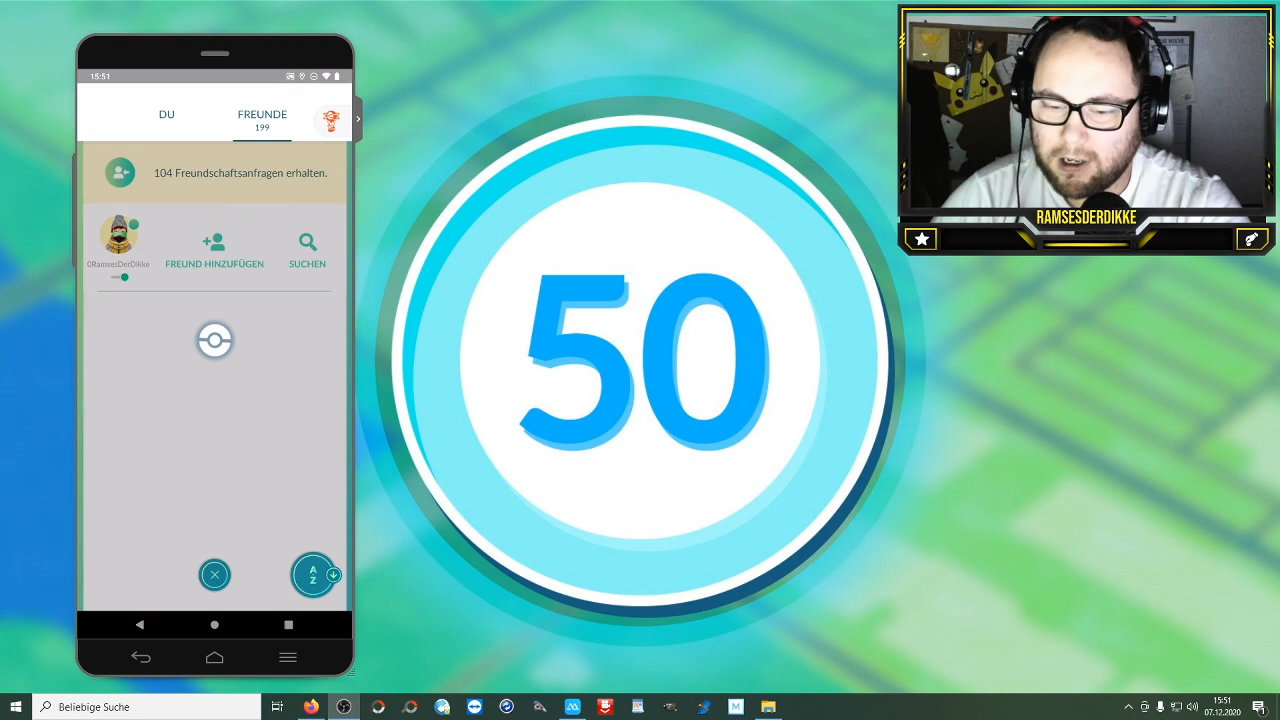 15:51
DU
FREUNDE
199
104 Freundschaftsanfragen erhalten.
0RamsesDerDikke
FREUND HINZUFÜGEN
SUCHEN
A
Z
50
RAMSESDERDIKKE
Beliebige Suche
M
15:51
07.12.2020